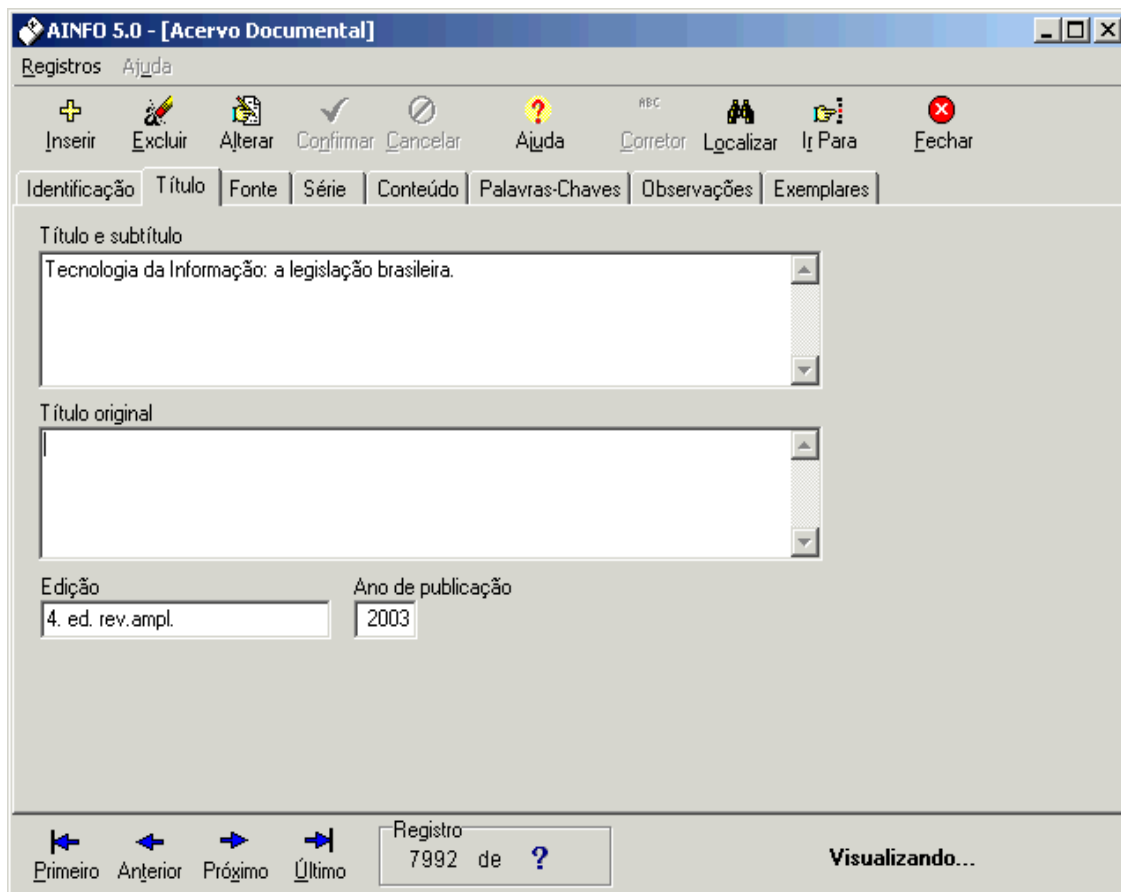 AINFO 5.0 - [Acervo Documental]
Registros Ajuda
Inserir Excluir Alterar Confirmar Cancelar ? Ajuda ABC Corretor Localizar Ir Para Fechar
Identificação Título Fonte Série Conteúdo Palavras-Chaves Observações Exemplares
Título e subtítulo
Tecnologia da Informação: a legislação brasileira.
Título original
Edição Ano de publicação
4. ed. rev.ampl. 2003
Registro
7992 de ?
Primeiro Anterior Próximo Último
Visualizando...